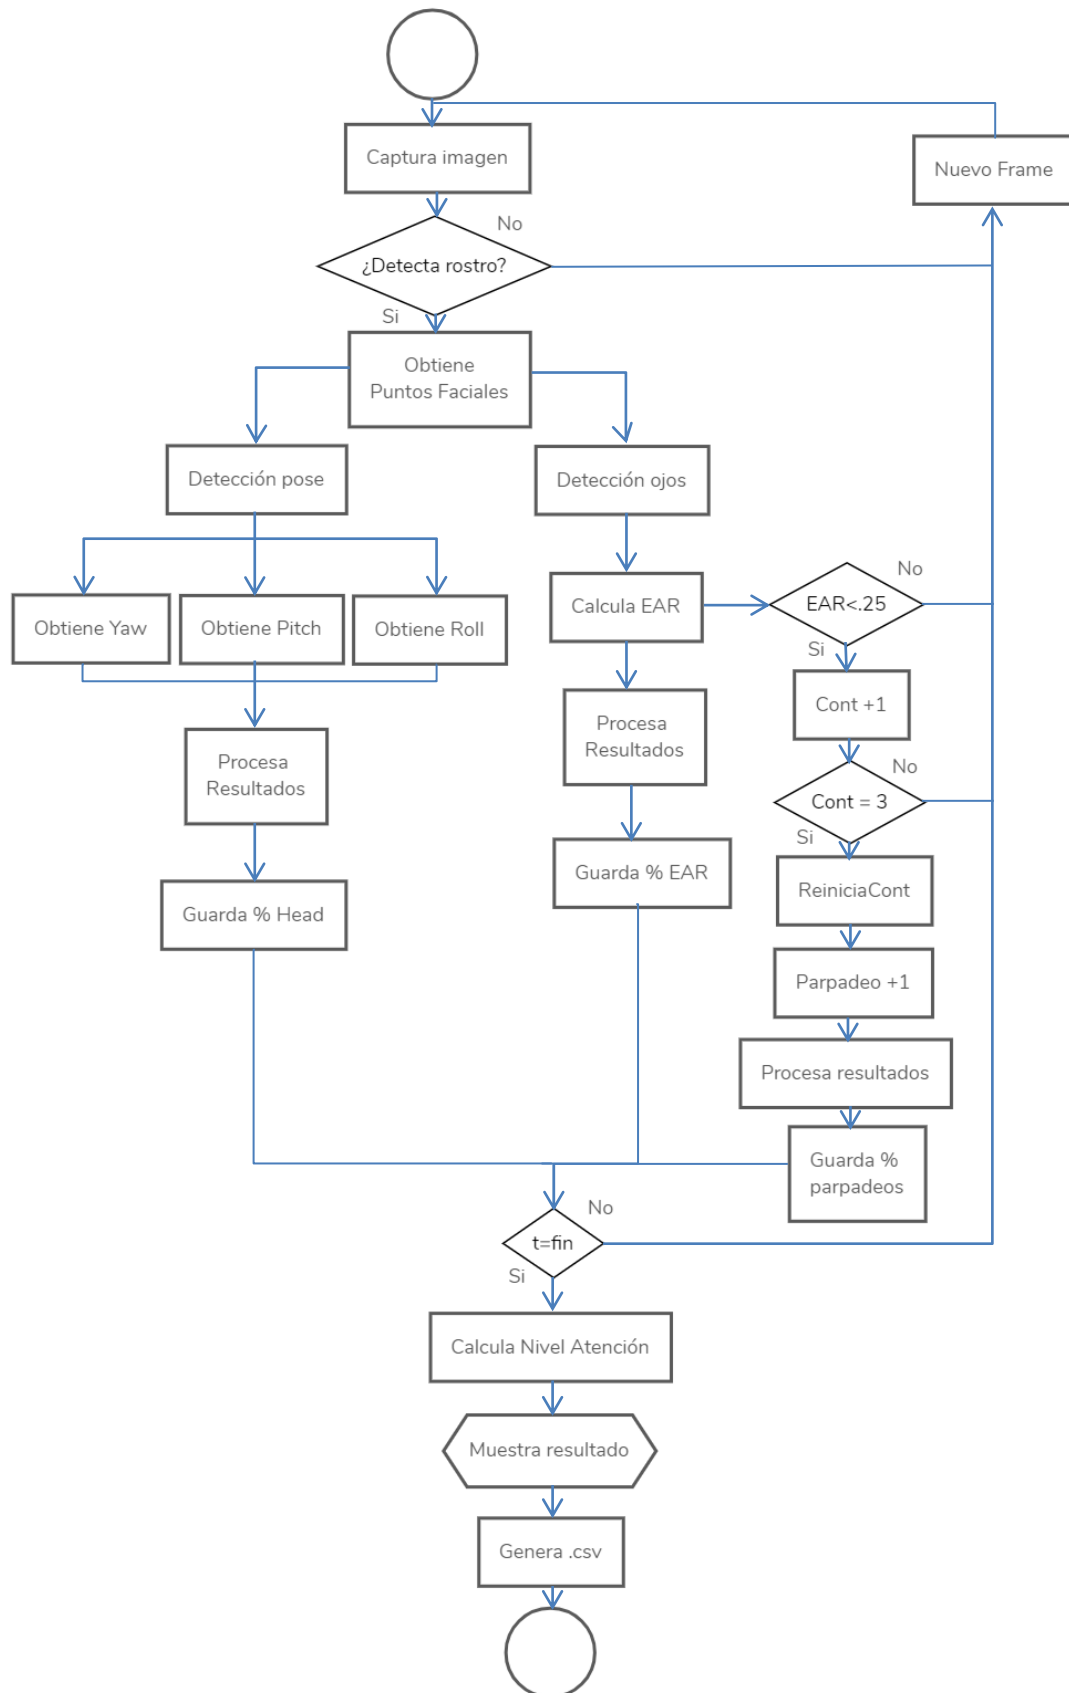 Captura imagen
Nuevo Frame
No
¿Detecta rostro?
Si
Obtiene
Puntos Faciales
Detección pose
Detección ojos
Obtiene Yaw
Obtiene Pitch
Obtiene Roll
Calcula EAR
No
EAR<.25
Si
Cont +1
Procesa
Resultados
Procesa
Resultados
No
Cont = 3
Si
Guarda % Head
Guarda % EAR
ReiniciaCont
Parpadeo +1
Procesa resultados
Guarda %
parpadeos
No
t=fin
Si
Calcula Nivel Atención
Muestra resultado
Genera .csv